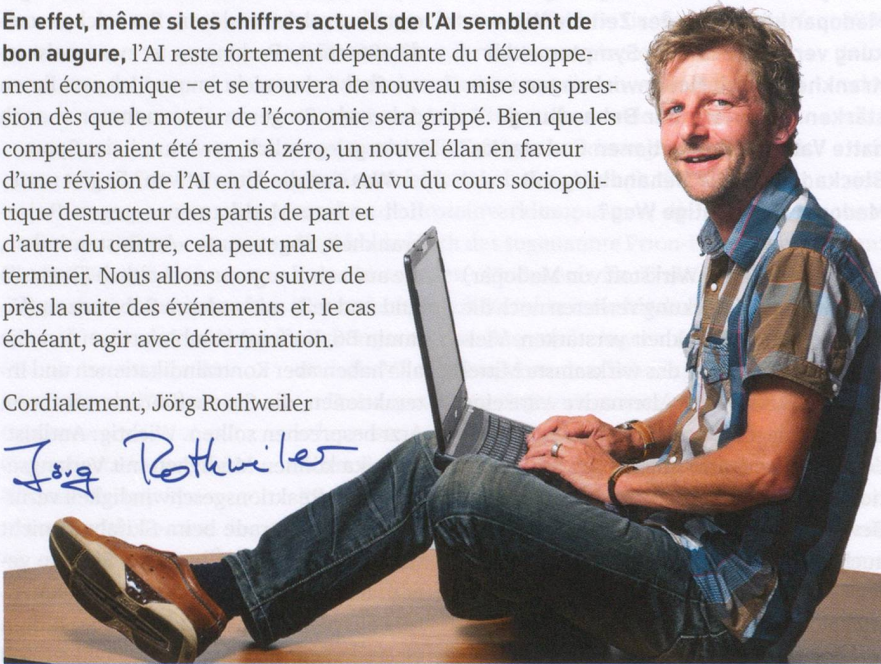 En effet, même si les chiffres actuels de l’AI semblent de
bon augure, l’AI reste fortement dépendante du développe-
ment économique – et se trouvera de nouveau mise sous pres-
sion dès que le moteur de l’économie sera grippé. Bien que les
compteurs aient été remis à zéro, un nouvel élan en faveur
d’une révision de l’AI en découlera. Au vu du cours sociopoli-
tique destructeur des partis de part et
d’autre du centre, cela peut mal se
terminer. Nous allons donc suivre de
près la suite des événements et, le cas
échéant, agir avec détermination.
Cordialement, Jörg Rothweiler
Jörg Rothweiler